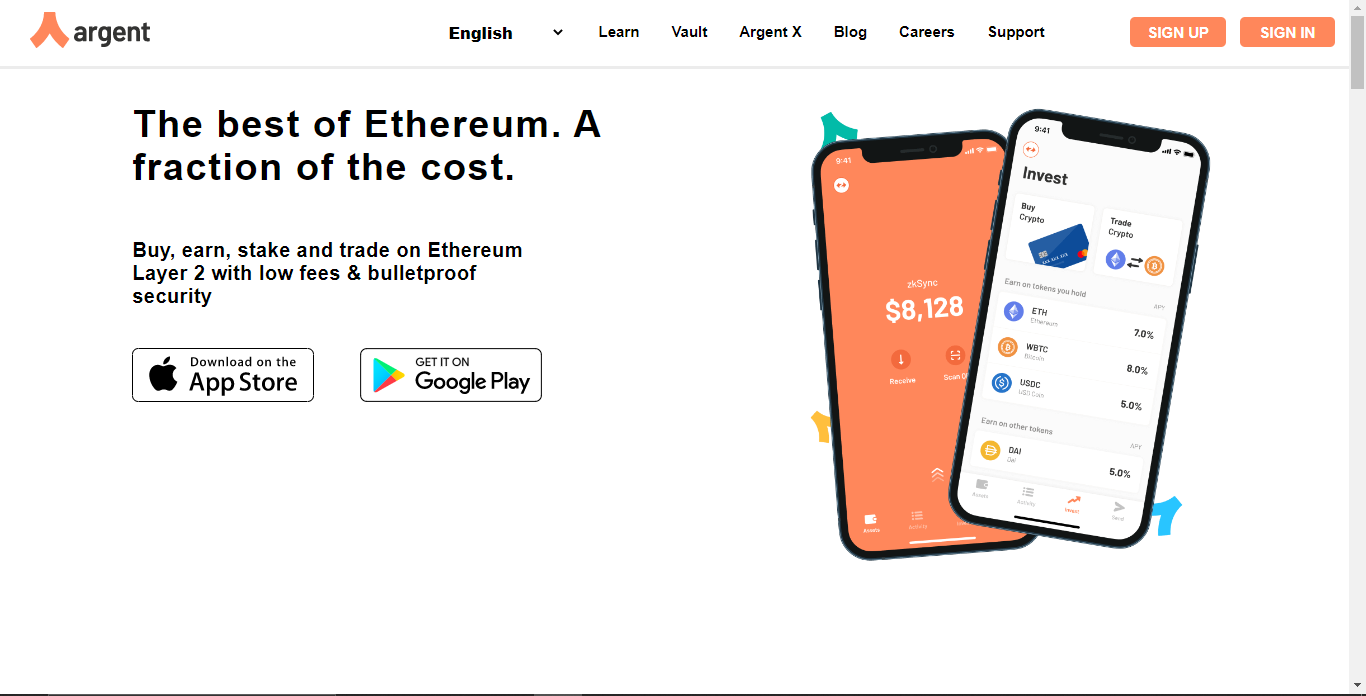 argent
English
Learn
Vault
Argent X
Blog
Careers
Support
SIGN UP
SIGN IN
The best of Ethereum. A
fraction of the cost.
Buy, earn, stake and trade on Ethereum
Layer 2 with low fees & bulletproof
security
Download on the
App Store
GET IT ON
Google Play
9:41
zkSync
$8,128
Receive
Scan
Assets
Activity
9:41
Invest
Buy
Crypto
Trade
Crypto
Earn on tokens you hold
APY
ETH
Ethereum
7.0%
WBTC
Bitcoin
8.0%
USDC
USD Coin
5.0%
Earn on other tokens
APY
DAI
Dai
5.0%
Assets
Activity
Invest
Send